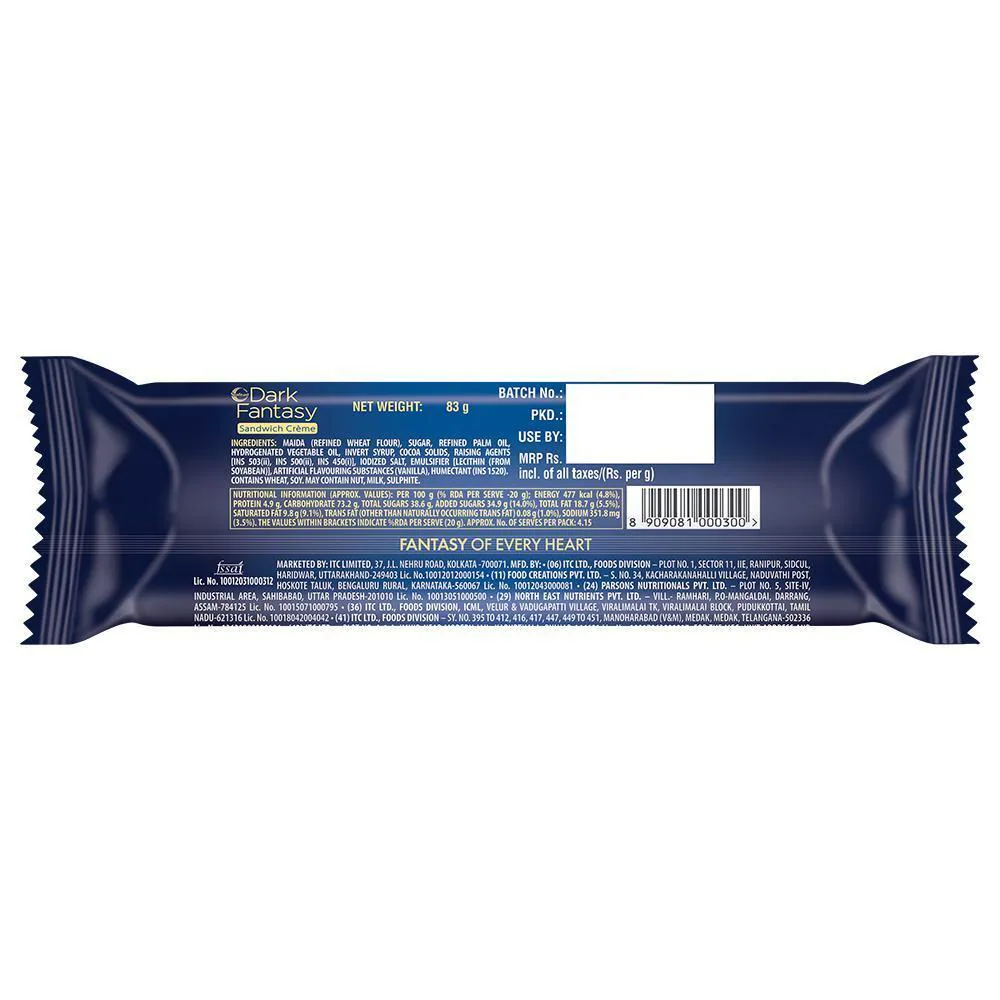 Dark
Fantasy
Sandwich Crème
NET WEIGHT: 83 g
BATCH No.:
PKD.:
USE BY:
MRP Rs.
incl. of all taxes/(Rs. per g)
INGREDIENTS: MAIDA (REFINED WHEAT FLOUR), SUGAR, REFINED PALM OIL,
HYDROGENATED VEGETABLE OIL, INVERT SYRUP, COCOA SOLIDS, RAISING AGENTS
[INS 503(ii), INS 500(ii), INS 450(i)], IODIZED SALT, EMULSIFIER [LECITHIN (FROM
SOYABEAN)], ARTIFICIAL FLAVOURING SUBSTANCES (VANILLA), HUMECTANT (INS 1520).
CONTAINS WHEAT, SOY. MAY CONTAIN NUT, MILK, SULPHITE.
NUTRITIONAL INFORMATION (APPROX. VALUES): PER 100 g (% RDA PER SERVE -20 g); ENERGY 477 kcal (4.8%),
PROTEIN 4.9 g, CARBOHYDRATE 73.2 g, TOTAL SUGARS 38.6 g, ADDED SUGARS 34.9 g (14.0%), TOTAL FAT 18.7 g (5.5%),
SATURATED FAT 9.8 g (9.1%), TRANS FAT (OTHER THAN NATURALLY OCCURRING TRANS FAT) 0.08 g (1.0%), SODIUM 351.8 mg
(3.5%). THE VALUES WITHIN BRACKETS INDICATE %RDA PER SERVE (20 g). APPROX. No. OF SERVES PER PACK: 4.15
8 909081 000300 >
FANTASY OF EVERY HEART
fssai
Lic. No. 10012031000312
MARKETED BY: ITC LIMITED, 37, J.L. NEHRU ROAD, KOLKATA -700071. MFD. BY: • (06) ITC LTD., FOODS DIVISION – PLOT NO. 1, SECTOR 11, IIE, RANIPUR, SIDCUL,
HARIDWAR, UTTARAKHAND-249403 Lic. No.10012012000154 • (11) FOOD CREATIONS PVT. LTD. – S. NO. 34, KACHARAKANAHALLI VILLAGE, NADUVATHI POST,
HOSKOTE TALUK, BENGALURU RURAL, KARNATAKA-560067 Lic. No. 10012043000081 • (24) PARSONS NUTRITIONALS PVT. LTD. – PLOT NO. 5, SITE-IV,
INDUSTRIAL AREA, SAHIBABAD, UTTAR PRADESH-201010 Lic. No. 10013051000500 • (29) NORTH EAST NUTRIENTS PVT. LTD. – VILL.- RAMHARI, P.O-MANGALDAI, DARRANG,
ASSAM-784125 Lic. No. 10015071000795 • (36) ITC LTD., FOODS DIVISION, ICML, VELUR & VADUGAPATTI VILLAGE, VIRALIMALAI TK, VIRALIMALAI BLOCK, PUDUKKOTTAI, TAMIL
NADU-621316 Lic. No. 10018042004042 • (41) ITC LTD., FOODS DIVISION – SY. NO. 395 TO 412, 416, 417, 447, 449 TO 451, MANOHARABAD (V&M), MEDAK, MEDAK, TELANGANA-502336